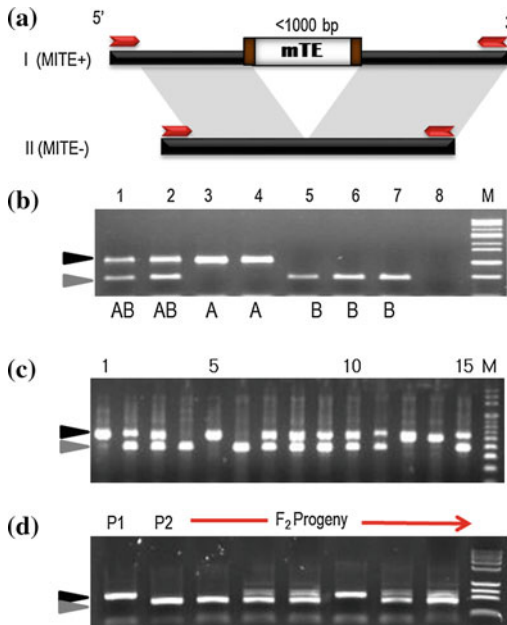 (a)
5'
<1000 bp
3
I (MITE+)
mTE
II (MITE-)
(b)
1 2 3 4 5 6 7 8 M
AB AB A A B B B
(c)
1 5 10 15 M
(d)
P1 P2 F2 Progeny